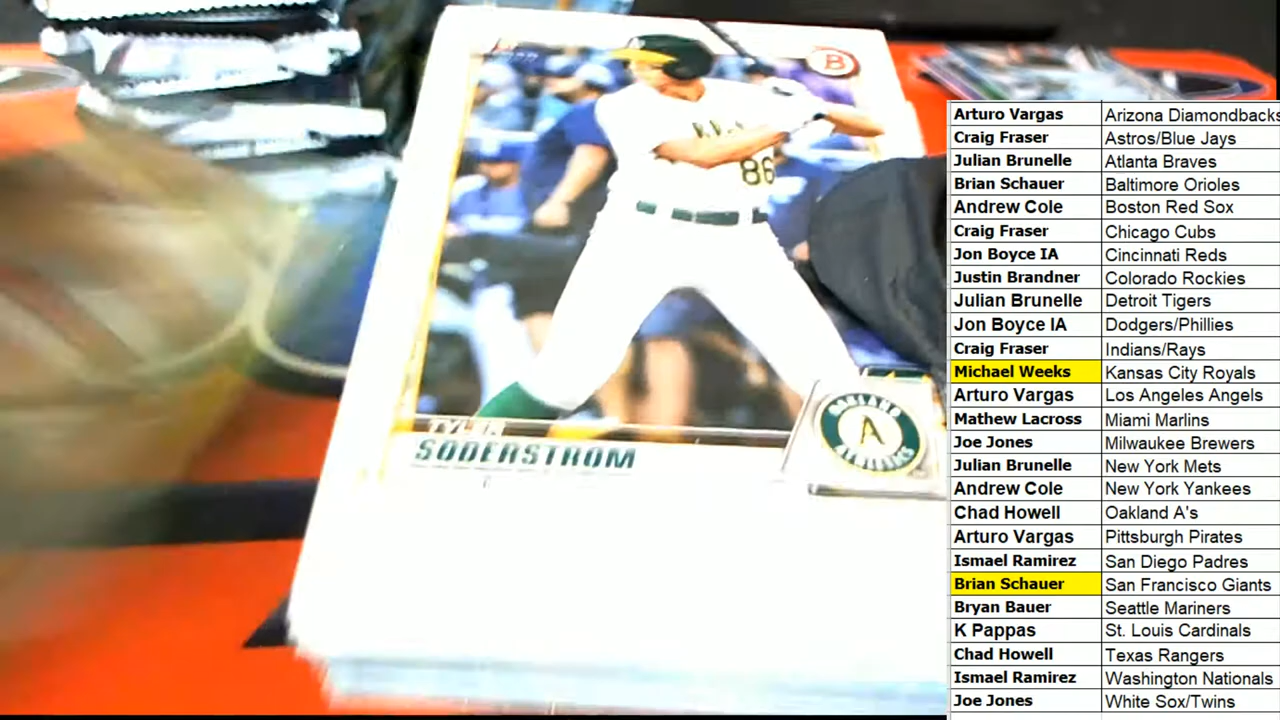 B
86
TYLER
SODERSTROM
OAKLAND
A
ATHLETICS
Arturo Vargas Arizona Diamondbacks
Craig Fraser Astros/Blue Jays
Julian Brunelle Atlanta Braves
Brian Schauer Baltimore Orioles
Andrew Cole Boston Red Sox
Craig Fraser Chicago Cubs
Jon Boyce IA Cincinnati Reds
Justin Brandner Colorado Rockies
Julian Brunelle Detroit Tigers
Jon Boyce IA Dodgers/Phillies
Craig Fraser Indians/Rays
Michael Weeks Kansas City Royals
Arturo Vargas Los Angeles Angels
Mathew Lacross Miami Marlins
Joe Jones Milwaukee Brewers
Julian Brunelle New York Mets
Andrew Cole New York Yankees
Chad Howell Oakland A's
Arturo Vargas Pittsburgh Pirates
Ismael Ramirez San Diego Padres
Brian Schauer San Francisco Giants
Bryan Bauer Seattle Mariners
K Pappas St. Louis Cardinals
Chad Howell Texas Rangers
Ismael Ramirez Washington Nationals
Joe Jones White Sox/Twins